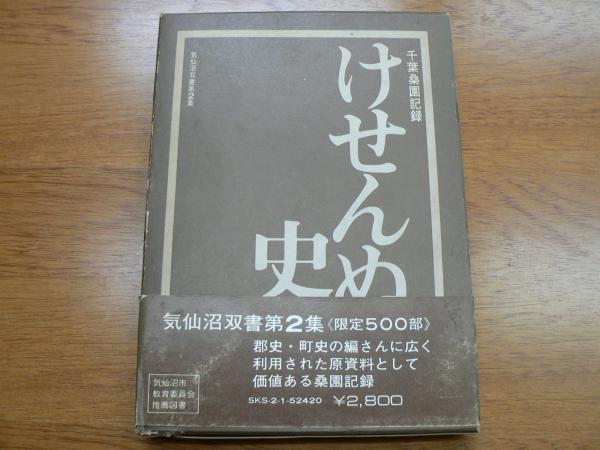 千葉桑園記録
けせんぬ
史
気仙沼双書第2集
気仙沼双書第2集《限定500部》
郡史・町史の編さんに広く
利用された原資料として
価値ある桑園記録
SKS-2-1-52420 ¥2,800
気仙沼市
教育委員会
推薦図書